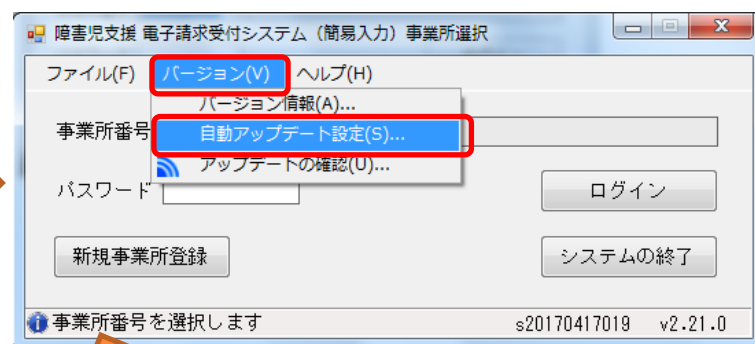 障害児支援 電子請求受付システム（簡易入力）事業所選択
ファイル(F) バージョン(V) ヘルプ(H)
バージョン情報(A)...
事業所番号 自動アップデート設定(S)...
アップデートの確認(U)...
パスワード ログイン
新規事業所登録 システムの終了
事業所番号を選択します s20170417019 v2.21.0